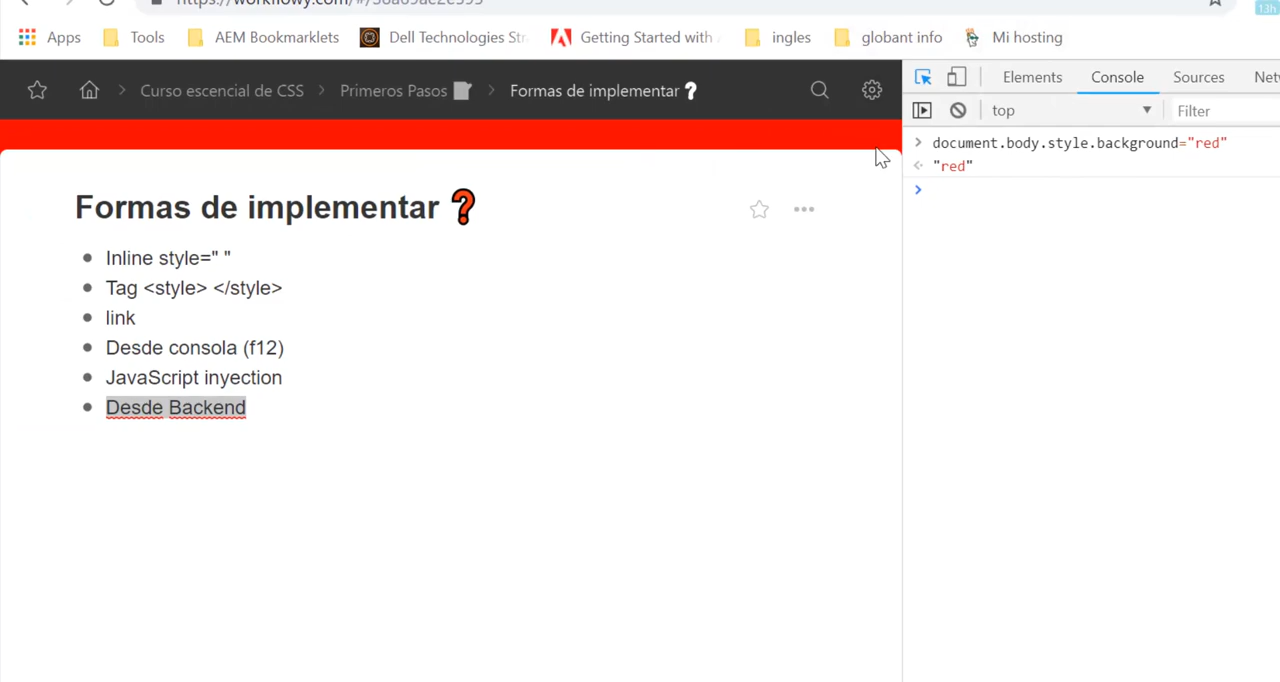 Apps Tools AEM Bookmarklets Dell Technologies Str Getting Started with ingles globant info Mi hosting
13h
Curso escencial de CSS Primeros Pasos Formas de implementar ❓
Elements Console Sources Net
top Filter
document.body.style.background="red"
"red"
Formas de implementar ❓
Inline style=" "
Tag <style> </style>
link
Desde consola (f12)
JavaScript inyection
Desde Backend